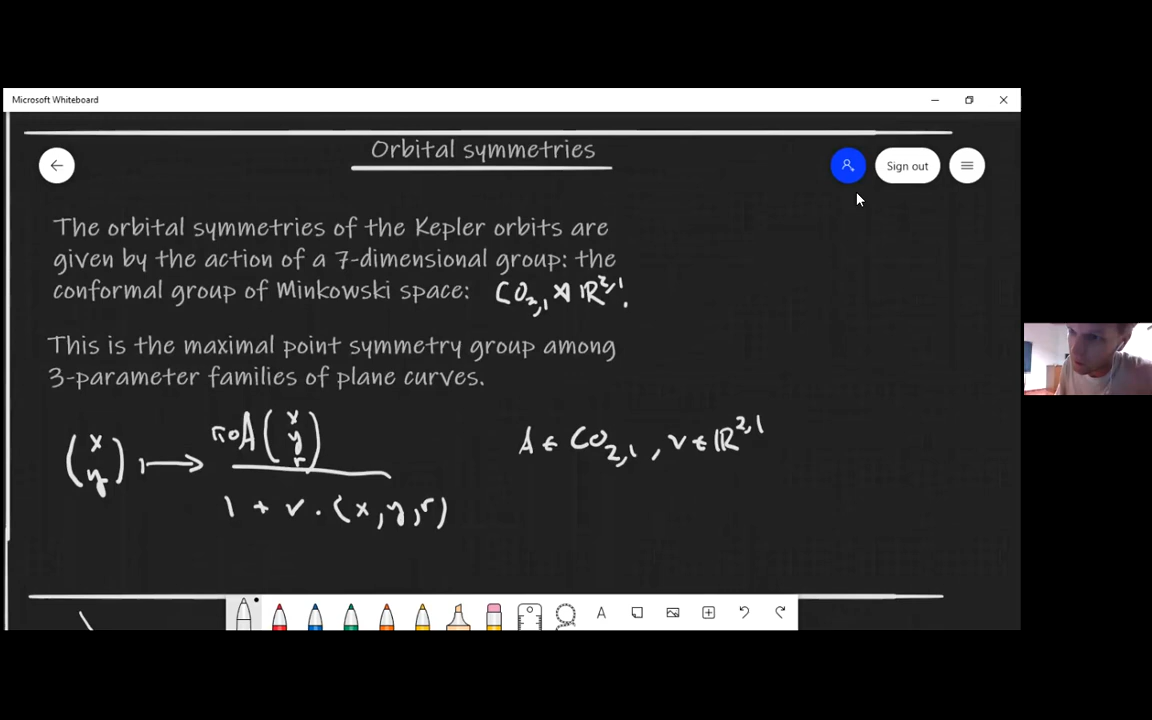 Microsoft Whiteboard
Orbital symmetries
Sign out
The orbital symmetries of the Kepler orbits are
given by the action of a 7-dimensional group: the
conformal group of Minkowski space: CO₂,₁ ⋊ ℝ²,¹.
This is the maximal point symmetry group among
3-parameter families of plane curves.
(x y) ↦ π∘A(x y r) / 1 + v · (x, y, r)
A ∈ CO₂,₁ , v ∈ ℝ²,¹
A